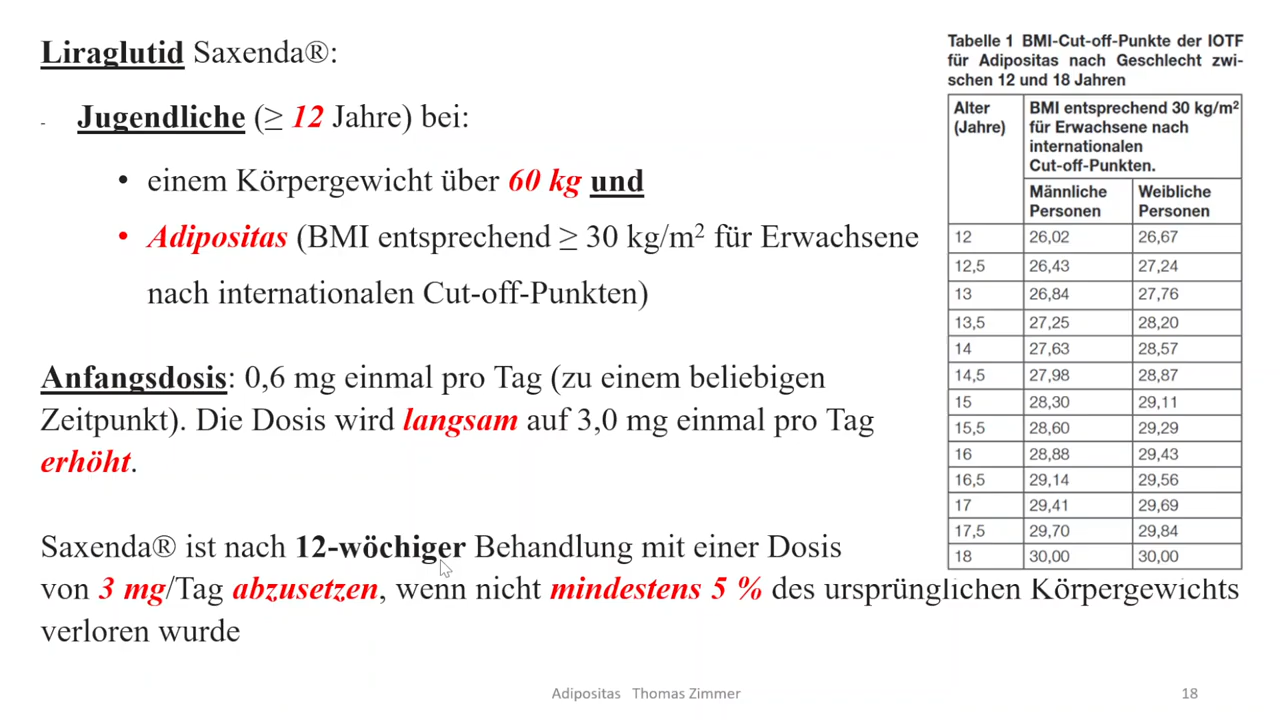 Liraglutid Saxenda®:
- Jugendliche (≥ 12 Jahre) bei:
• einem Körpergewicht über 60 kg und
• Adipositas (BMI entsprechend ≥ 30 kg/m² für Erwachsene
nach internationalen Cut-off-Punkten)
Anfangsdosis: 0,6 mg einmal pro Tag (zu einem beliebigen
Zeitpunkt). Die Dosis wird langsam auf 3,0 mg einmal pro Tag
erhöht.
Saxenda® ist nach 12-wöchiger Behandlung mit einer Dosis
von 3 mg/Tag abzusetzen, wenn nicht mindestens 5 % des ursprünglichen Körpergewichts
verloren wurde
Tabelle 1 BMI-Cut-off-Punkte der IOTF
für Adipositas nach Geschlecht zwi-
schen 12 und 18 Jahren
Alter BMI entsprechend 30 kg/m²
(Jahre) für Erwachsene nach
internationalen
Cut-off-Punkten.
Männliche Weibliche
Personen Personen
12 26,02 26,67
12,5 26,43 27,24
13 26,84 27,76
13,5 27,25 28,20
14 27,63 28,57
14,5 27,98 28,87
15 28,30 29,11
15,5 28,60 29,29
16 28,88 29,43
16,5 29,14 29,56
17 29,41 29,69
17,5 29,70 29,84
18 30,00 30,00
Adipositas Thomas Zimmer 18